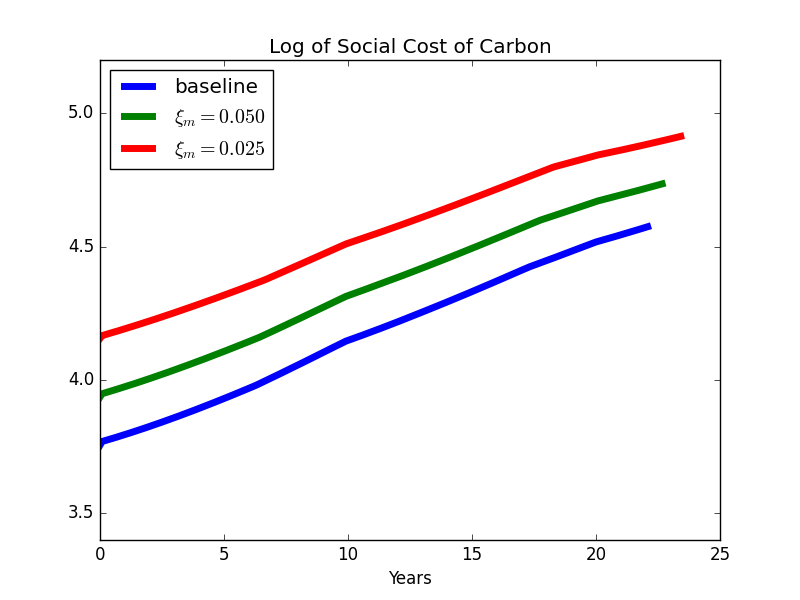 Log of Social Cost of Carbon
baseline
ξₘ = 0.050
ξₘ = 0.025
5.0
4.5
4.0
3.5
0 5 10 15 20 25
Years